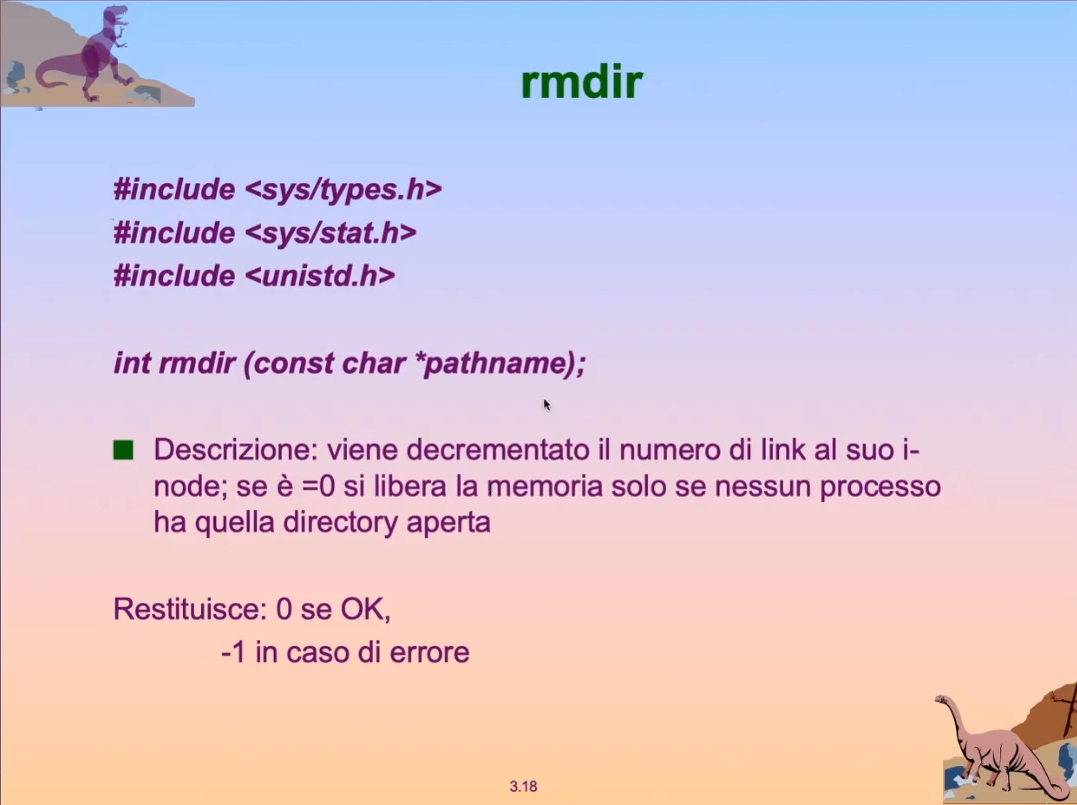 rmdir
#include <sys/types.h>
#include <sys/stat.h>
#include <unistd.h>
int rmdir (const char *pathname);
Descrizione: viene decrementato il numero di link al suo i-
node; se è =0 si libera la memoria solo se nessun processo
ha quella directory aperta
Restituisce: 0 se OK,
-1 in caso di errore
3.18